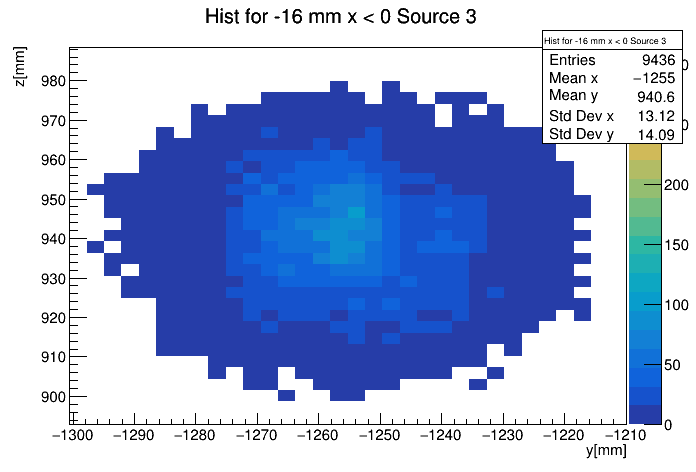 Hist for -16 mm x < 0 Source 3
z[mm]
980
970
960
950
940
930
920
910
900
−1300 −1290 −1280 −1270 −1260 −1250 −1240 −1230 −1220 −1210
y[mm]
Hist for -16 mm x < 0 Source 3
Entries 9436
Mean x −1255
Mean y 940.6
Std Dev x 13.12
Std Dev y 14.09
200
150
100
50
0